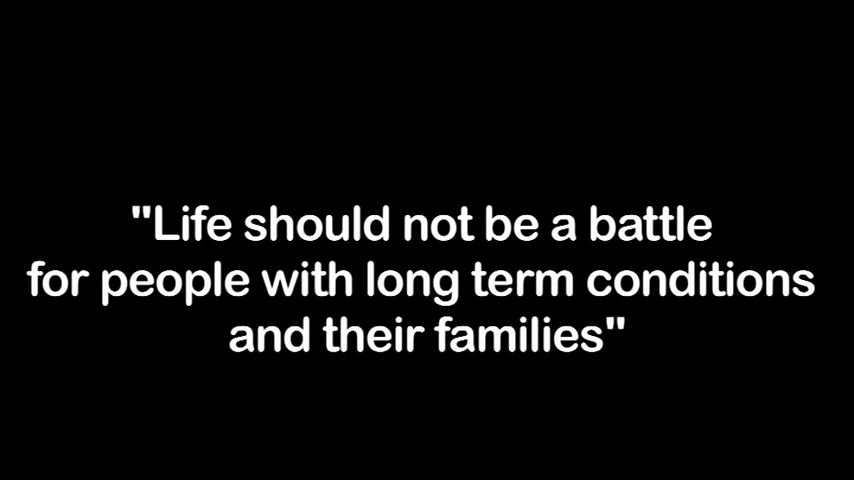 "Life should not be a battle
for people with long term conditions
and their families"